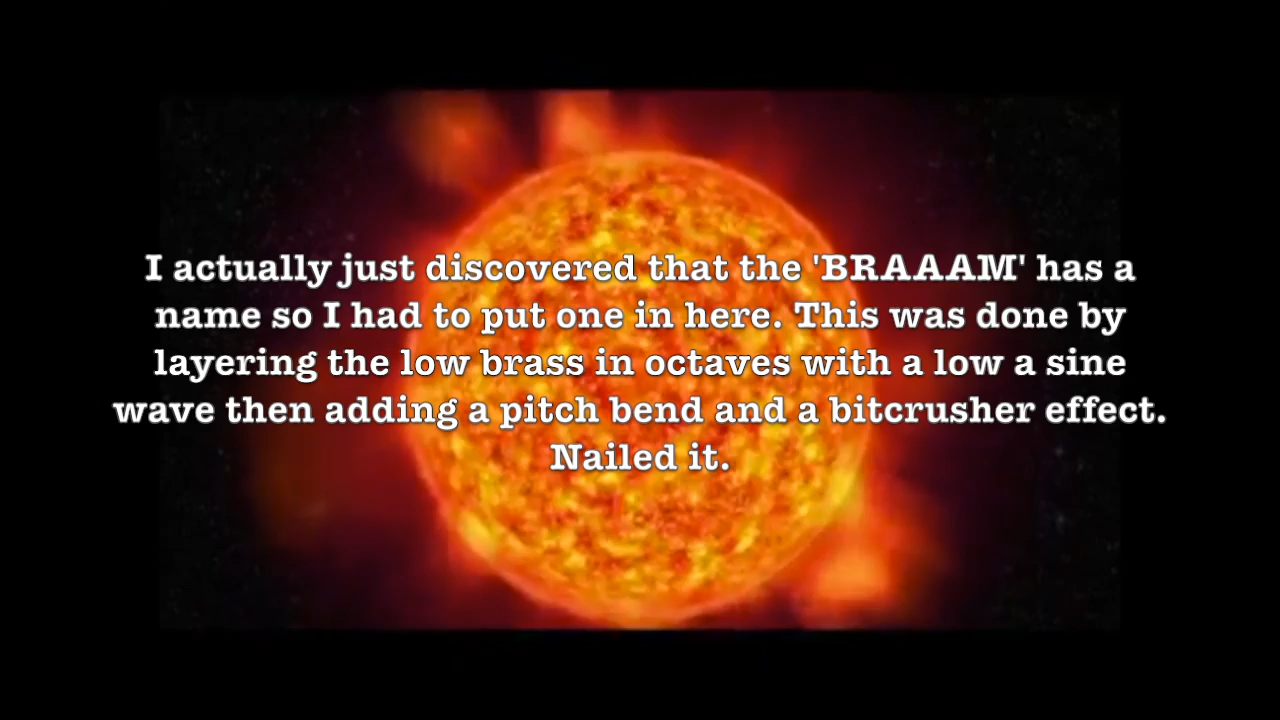 I actually just discovered that the 'BRAAAM' has a
name so I had to put one in here. This was done by
layering the low brass in octaves with a low a sine
wave then adding a pitch bend and a bitcrusher effect.
Nailed it.